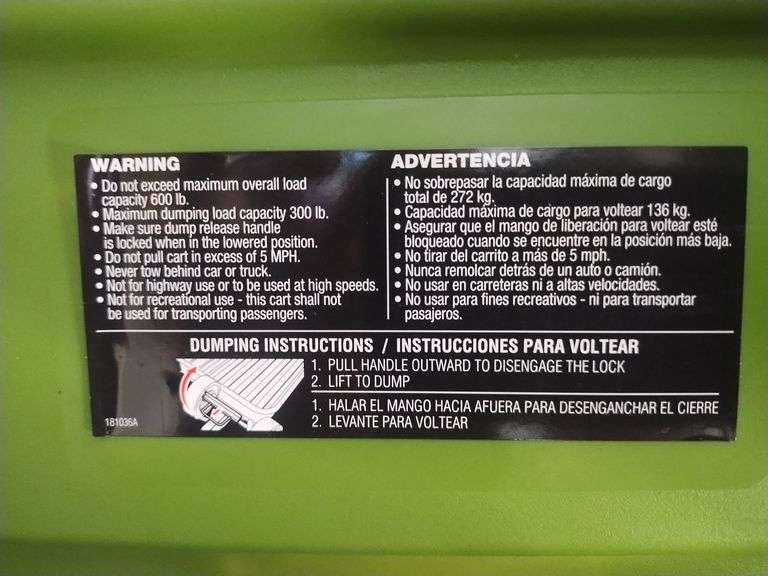 WARNING
• Do not exceed maximum overall load
capacity 600 lb.
• Maximum dumping load capacity 300 lb.
• Make sure dump release handle
is locked when in the lowered position.
• Do not pull cart in excess of 5 MPH.
• Never tow behind car or truck.
• Not for highway use or to be used at high speeds.
• Not for recreational use - this cart shall not
be used for transporting passengers.
ADVERTENCIA
• No sobrepasar la capacidad máxima de cargo
total de 272 kg.
• Capacidad máxima de cargo para voltear 136 kg.
• Asegurar que el mango de liberación para voltear esté
bloqueado cuando se encuentre en la posición más baja.
• No tirar del carrito a más de 5 mph.
• Nunca remolcar detrás de un auto o camión.
• No usar en carreteras ni a altas velocidades.
• No usar para fines recreativos - ni para transportar
pasajeros.
DUMPING INSTRUCTIONS / INSTRUCCIONES PARA VOLTEAR
1. PULL HANDLE OUTWARD TO DISENGAGE THE LOCK
2. LIFT TO DUMP
1. HALAR EL MANGO HACIA AFUERA PARA DESENGANCHAR EL CIERRE
2. LEVANTE PARA VOLTEAR
181036A